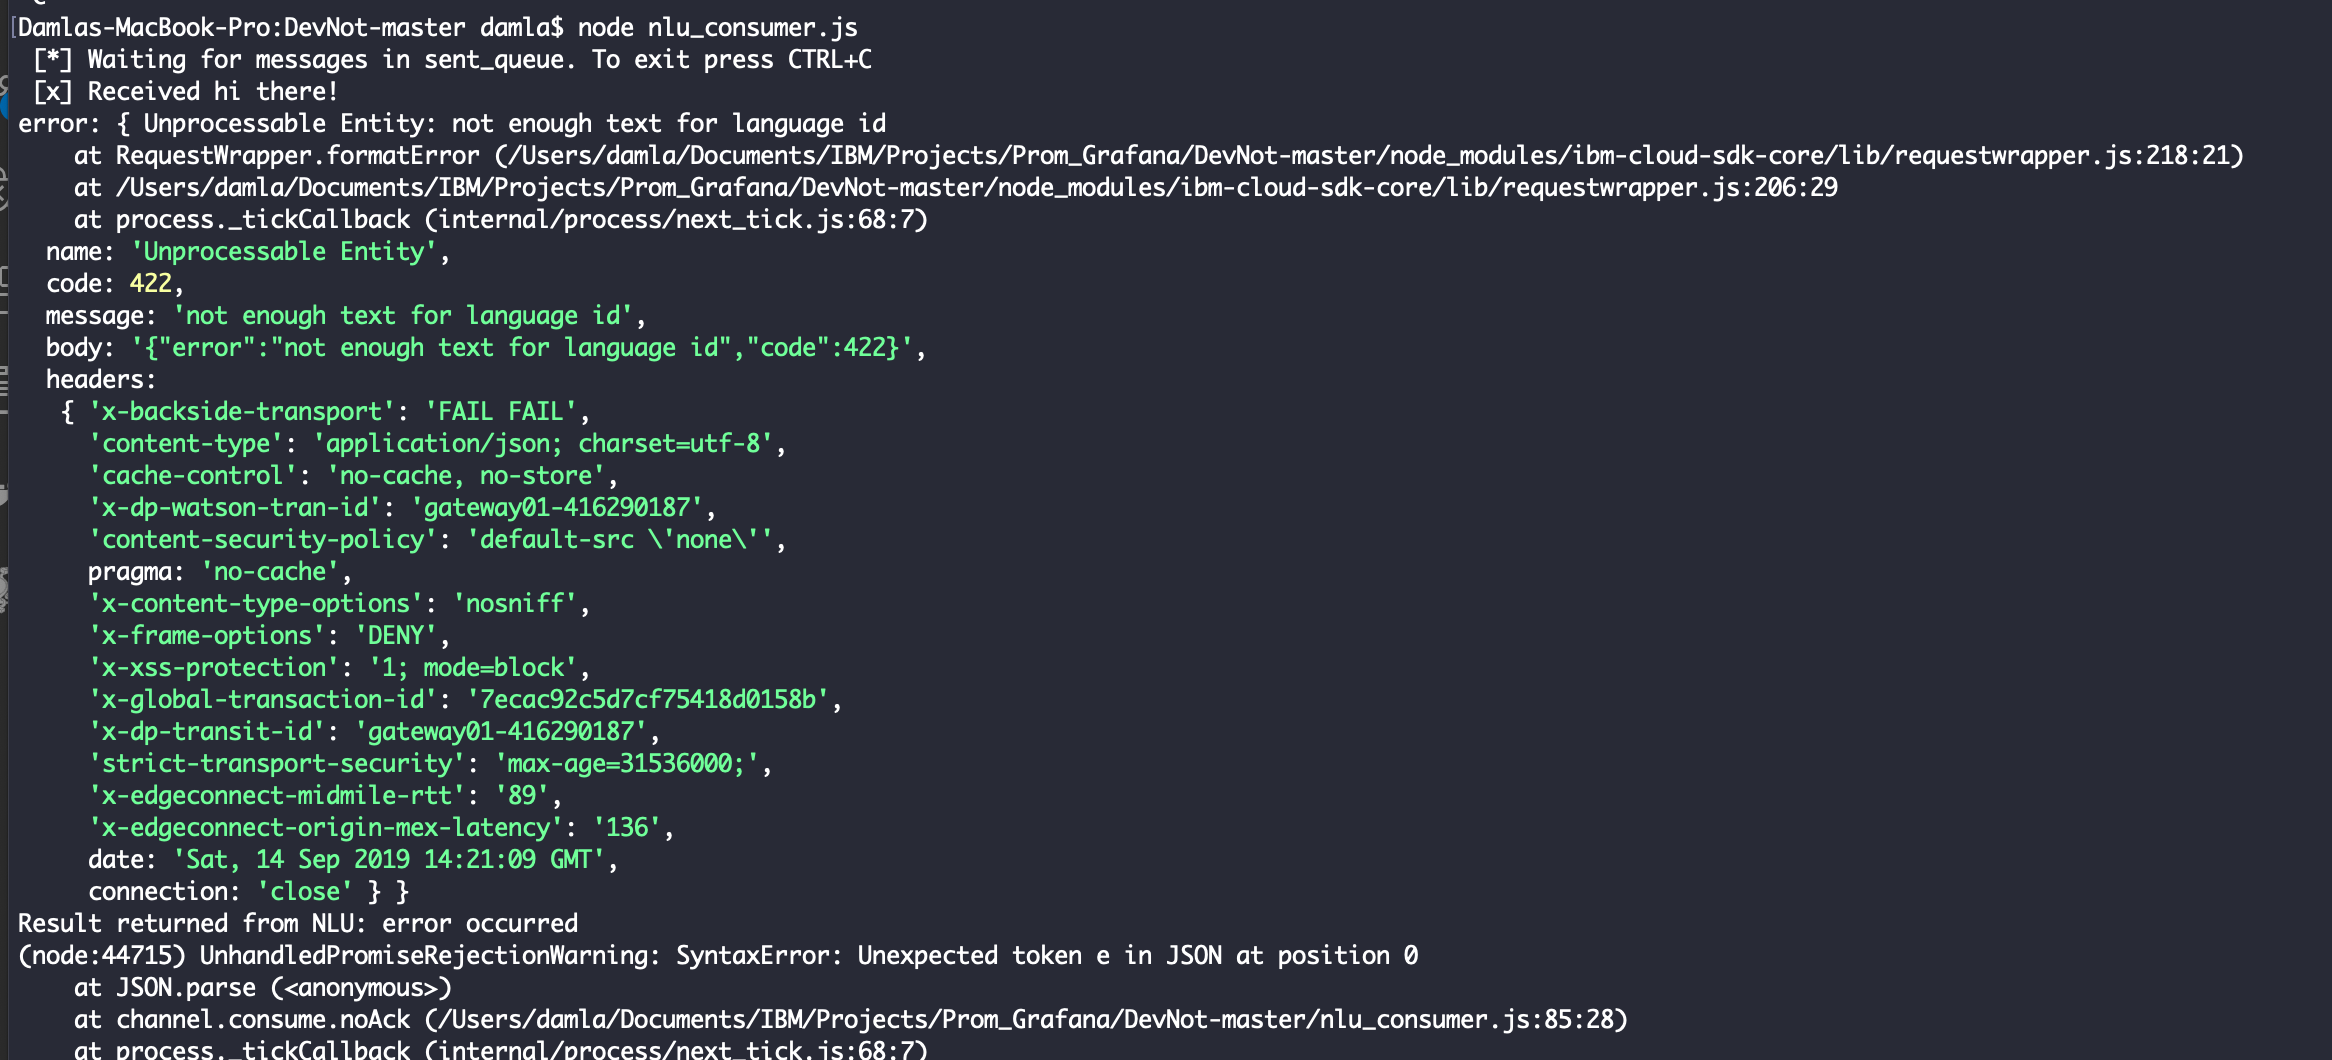 [Damlas-MacBook-Pro:DevNot-master damla$ node nlu_consumer.js
[*] Waiting for messages in sent_queue. To exit press CTRL+C
[x] Received hi there!
error: { Unprocessable Entity: not enough text for language id
at RequestWrapper.formatError (/Users/damla/Documents/IBM/Projects/Prom_Grafana/DevNot-master/node_modules/ibm-cloud-sdk-core/lib/requestwrapper.js:218:21)
at /Users/damla/Documents/IBM/Projects/Prom_Grafana/DevNot-master/node_modules/ibm-cloud-sdk-core/lib/requestwrapper.js:206:29
at process._tickCallback (internal/process/next_tick.js:68:7)
name: 'Unprocessable Entity',
code: 422,
message: 'not enough text for language id',
body: '{"error":"not enough text for language id","code":422}',
headers:
{ 'x-backside-transport': 'FAIL FAIL',
'content-type': 'application/json; charset=utf-8',
'cache-control': 'no-cache, no-store',
'x-dp-watson-tran-id': 'gateway01-416290187',
'content-security-policy': 'default-src \'none\'',
pragma: 'no-cache',
'x-content-type-options': 'nosniff',
'x-frame-options': 'DENY',
'x-xss-protection': '1; mode=block',
'x-global-transaction-id': '7ecac92c5d7cf75418d0158b',
'x-dp-transit-id': 'gateway01-416290187',
'strict-transport-security': 'max-age=31536000;',
'x-edgeconnect-midmile-rtt': '89',
'x-edgeconnect-origin-mex-latency': '136',
date: 'Sat, 14 Sep 2019 14:21:09 GMT',
connection: 'close' } }
Result returned from NLU: error occurred
(node:44715) UnhandledPromiseRejectionWarning: SyntaxError: Unexpected token e in JSON at position 0
at JSON.parse (<anonymous>)
at channel.consume.noAck (/Users/damla/Documents/IBM/Projects/Prom_Grafana/DevNot-master/nlu_consumer.js:85:28)
at process._tickCallback (internal/process/next_tick.js:68:7)